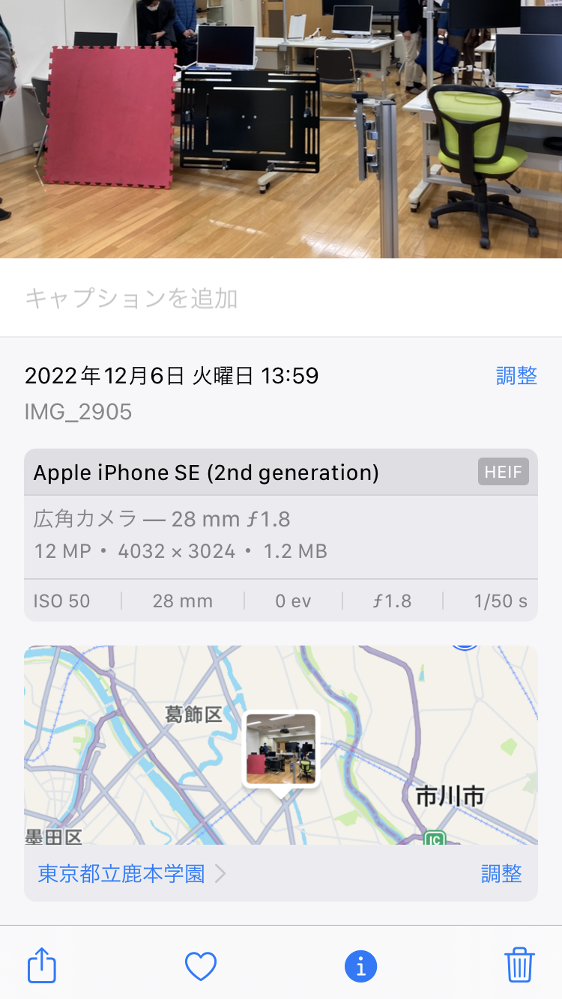 キャプションを追加
2022年12月6日 火曜日 13:59
調整
IMG_2905
Apple iPhone SE (2nd generation)
HEIF
広角カメラ — 28 mm ƒ1.8
12 MP • 4032 × 3024 • 1.2 MB
ISO 50
28 mm
0 ev
ƒ1.8
1/50 s
葛飾区
市川市
墨田区
IC
東京都立鹿本学園
調整